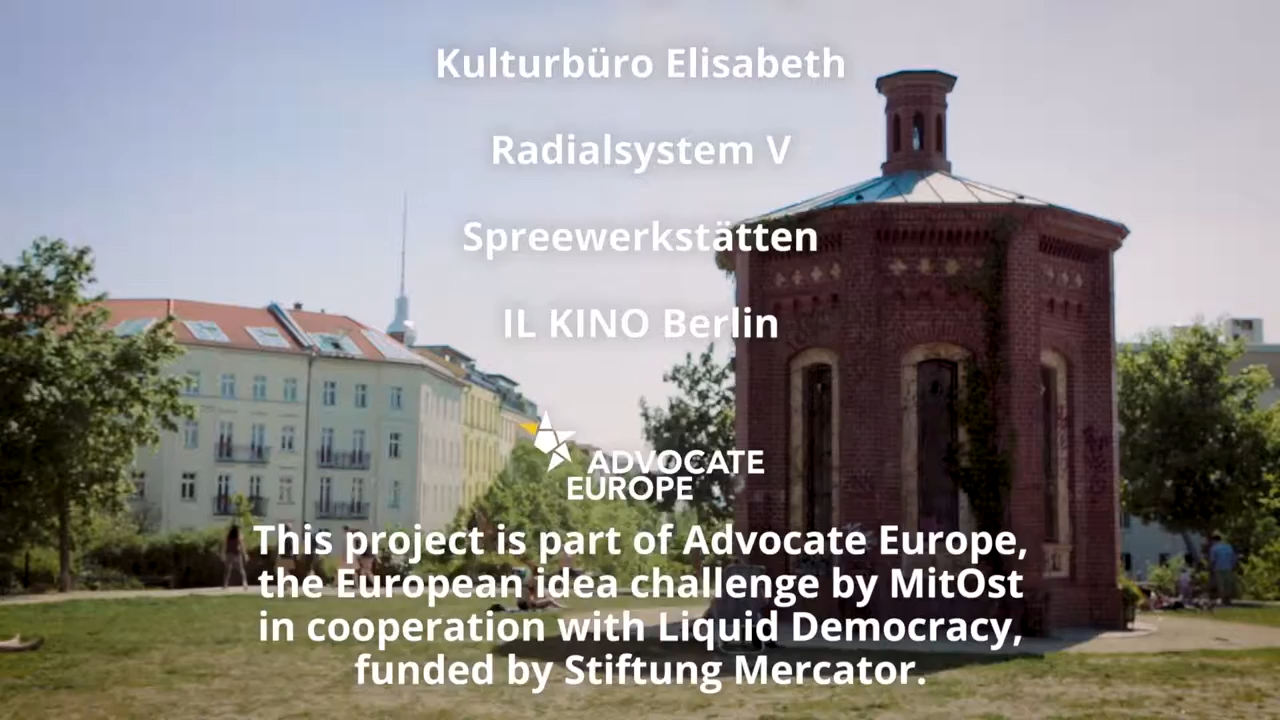 Kulturbüro Elisabeth
Radialsystem V
Spreewerkstätten
IL KINO Berlin
ADVOCATE
EUROPE
This project is part of Advocate Europe,
the European idea challenge by MitOst
in cooperation with Liquid Democracy,
funded by Stiftung Mercator.